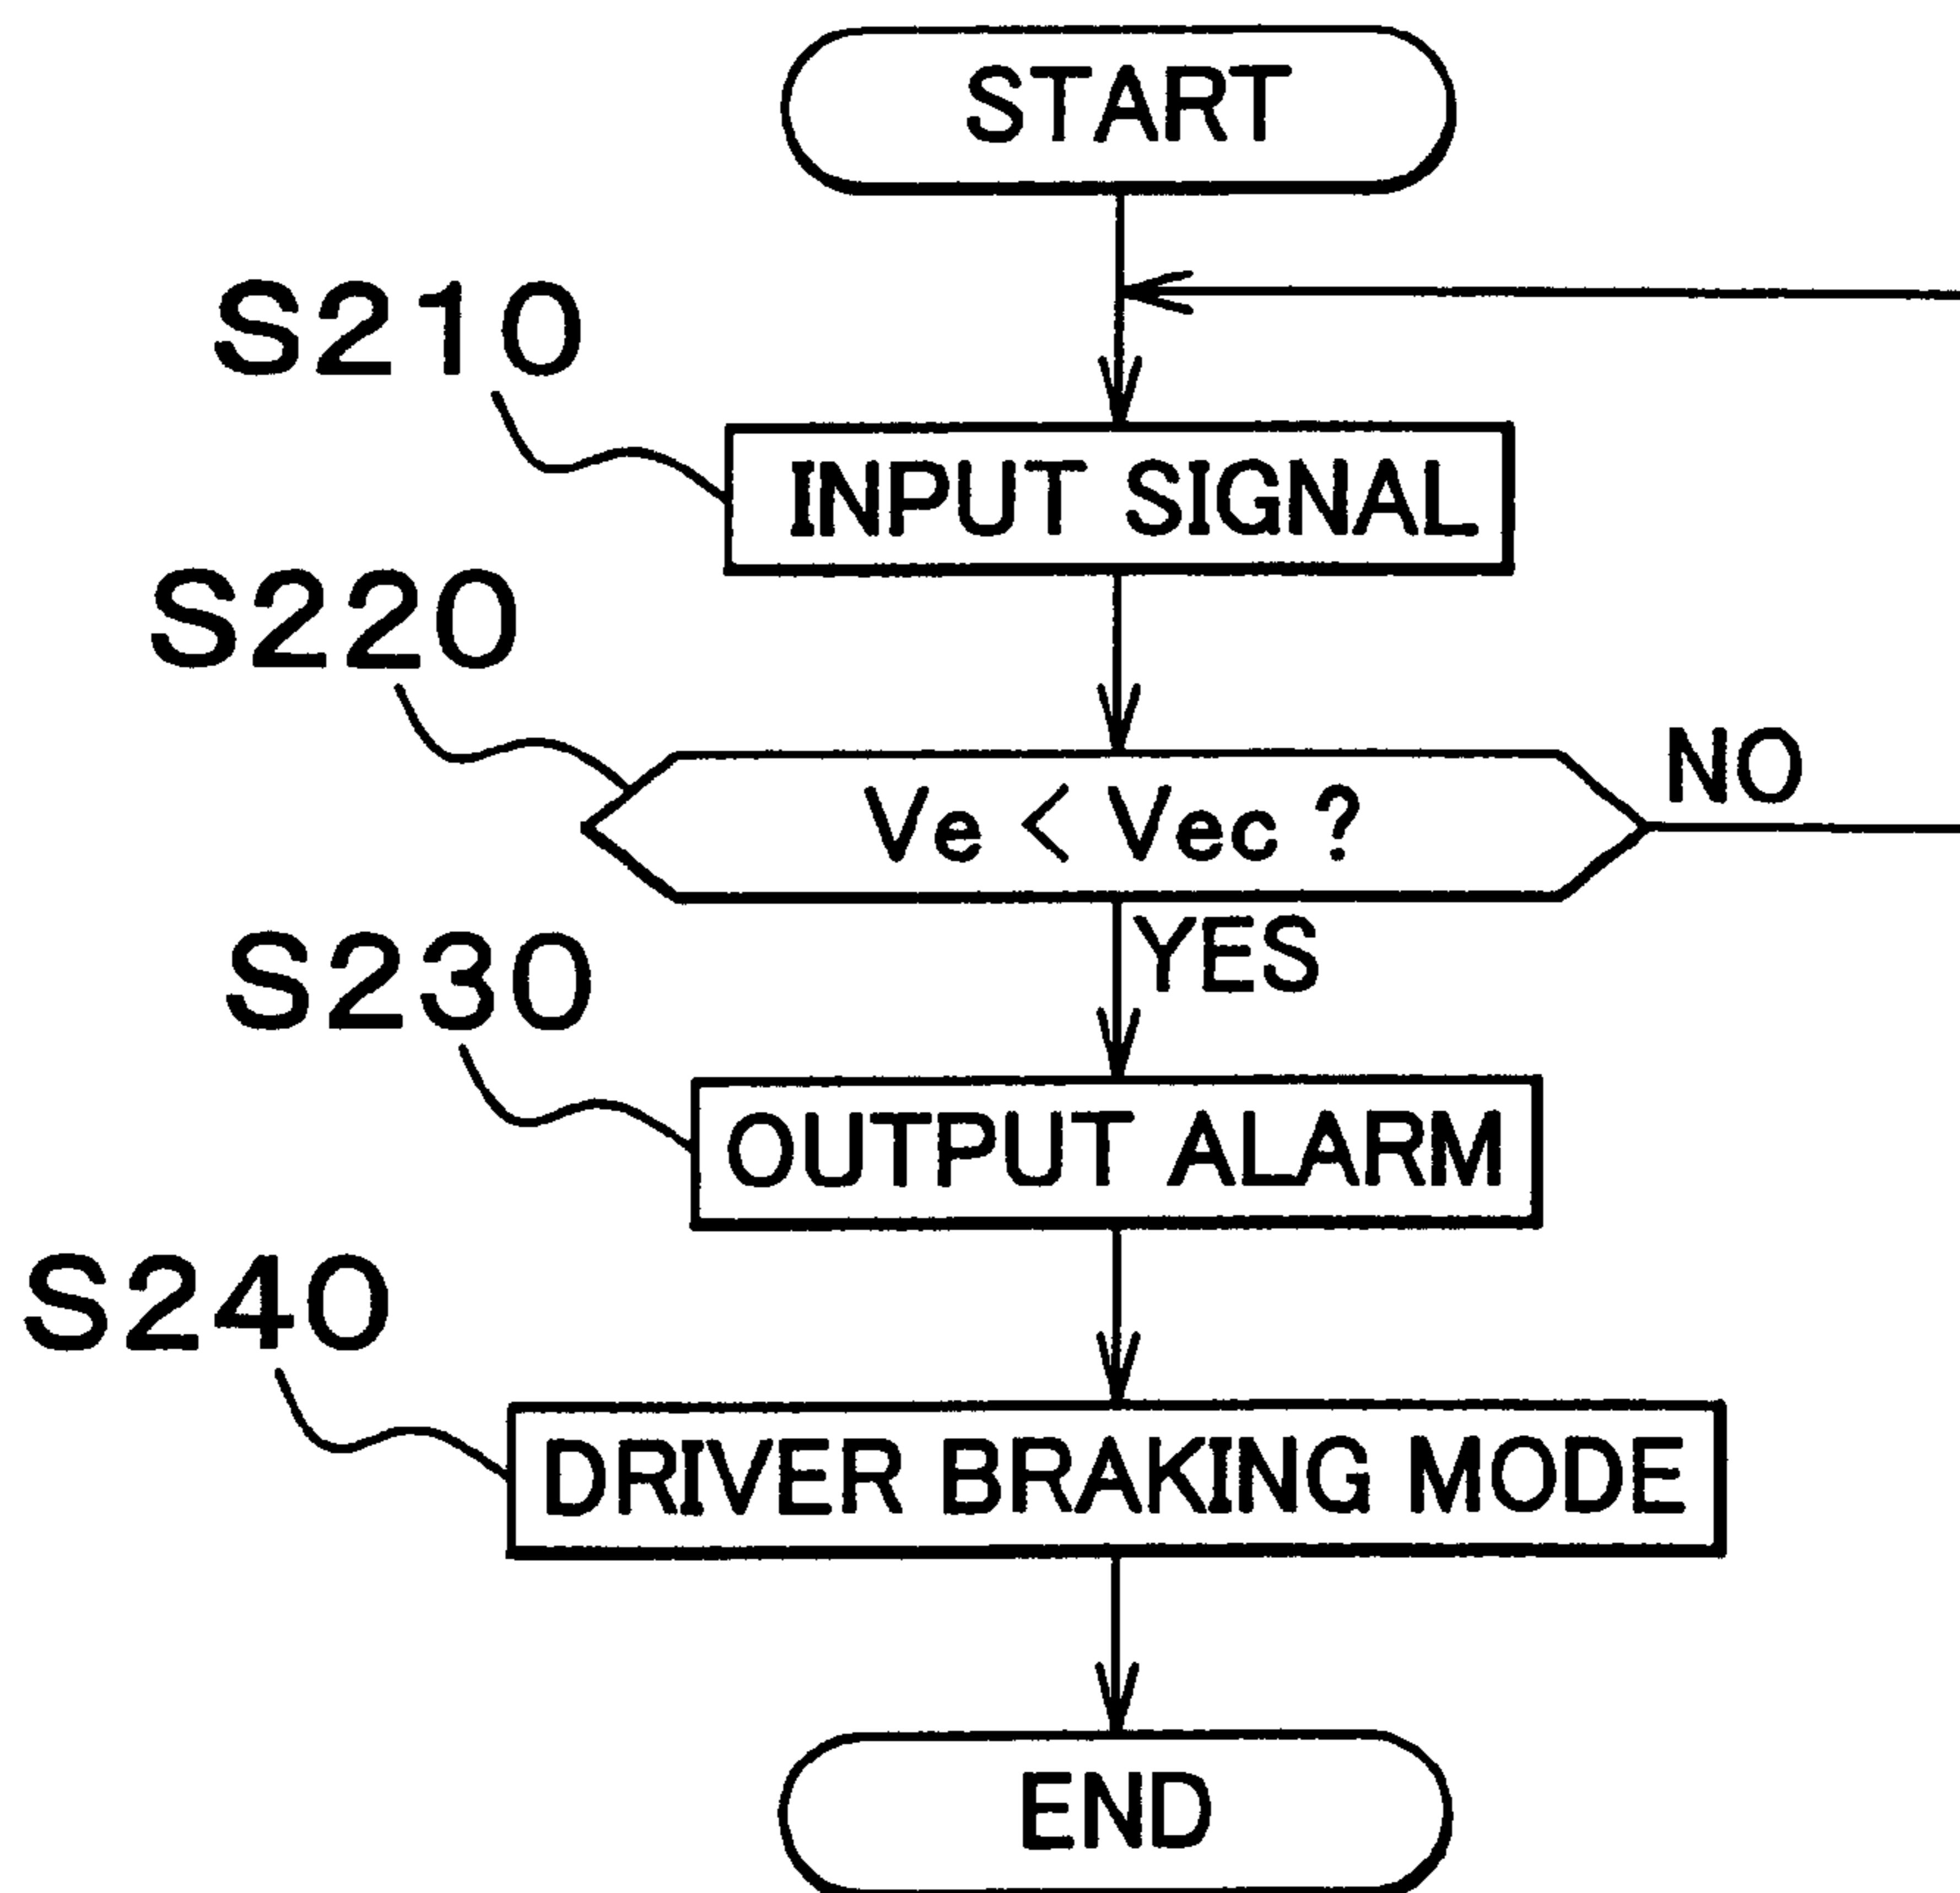 START
S210
INPUT SIGNAL
S220
Ve < Vec ?
NO
YES
S230
OUTPUT ALARM
S240
DRIVER BRAKING MODE
END